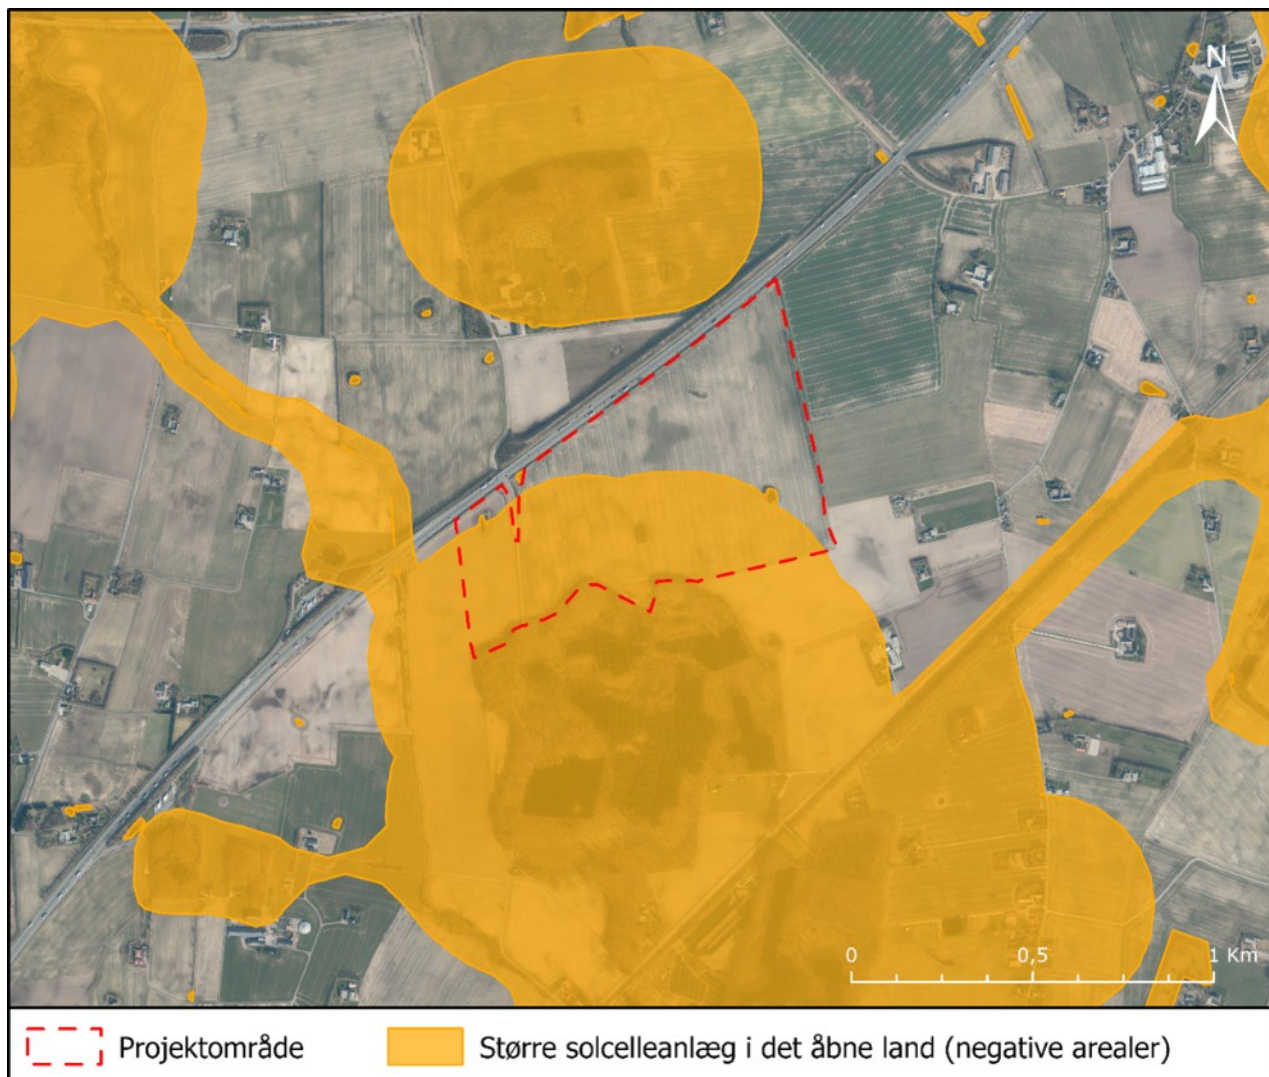 N
0 0,5 1 Km
Projektområde
Større solcelleanlæg i det åbne land (negative arealer)